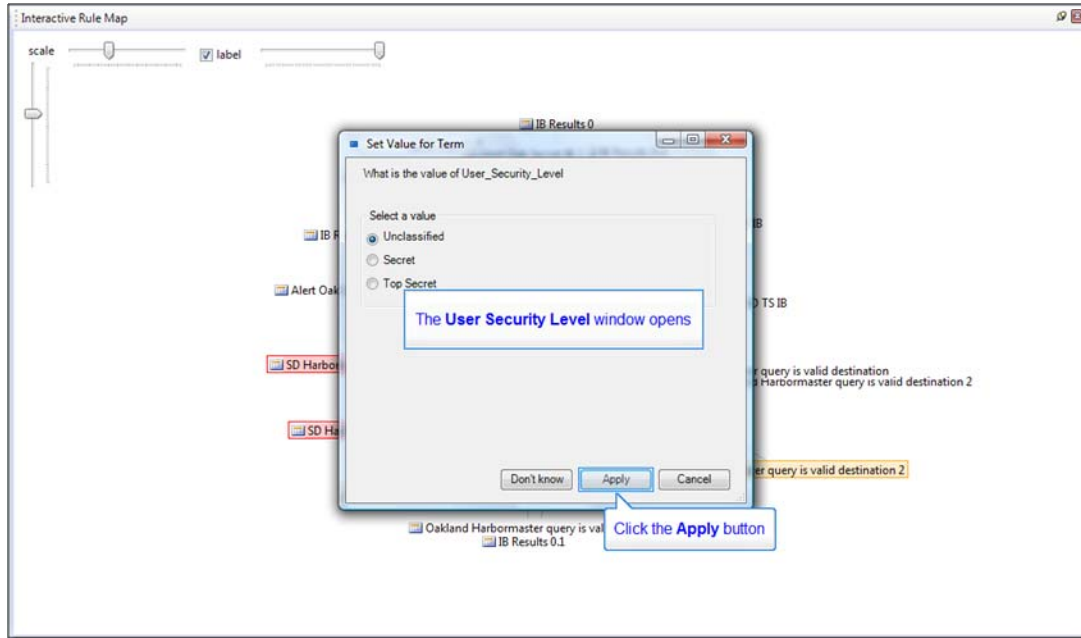 Interactive Rule Map
scale
label
IB Results 0
Set Value for Term
What is the value of User_Security_Level
Select a value
Unclassified
Secret
Top Secret
IB
IB
Alert Oak
TS IB
The User Security Level window opens
SD Harbor
query is valid destination
Harbormaster query is valid destination 2
SD Ha
query is valid destination 2
Don't know
Apply
Cancel
Oakland Harbormaster query is val
Click the Apply button
IB Results 0.1